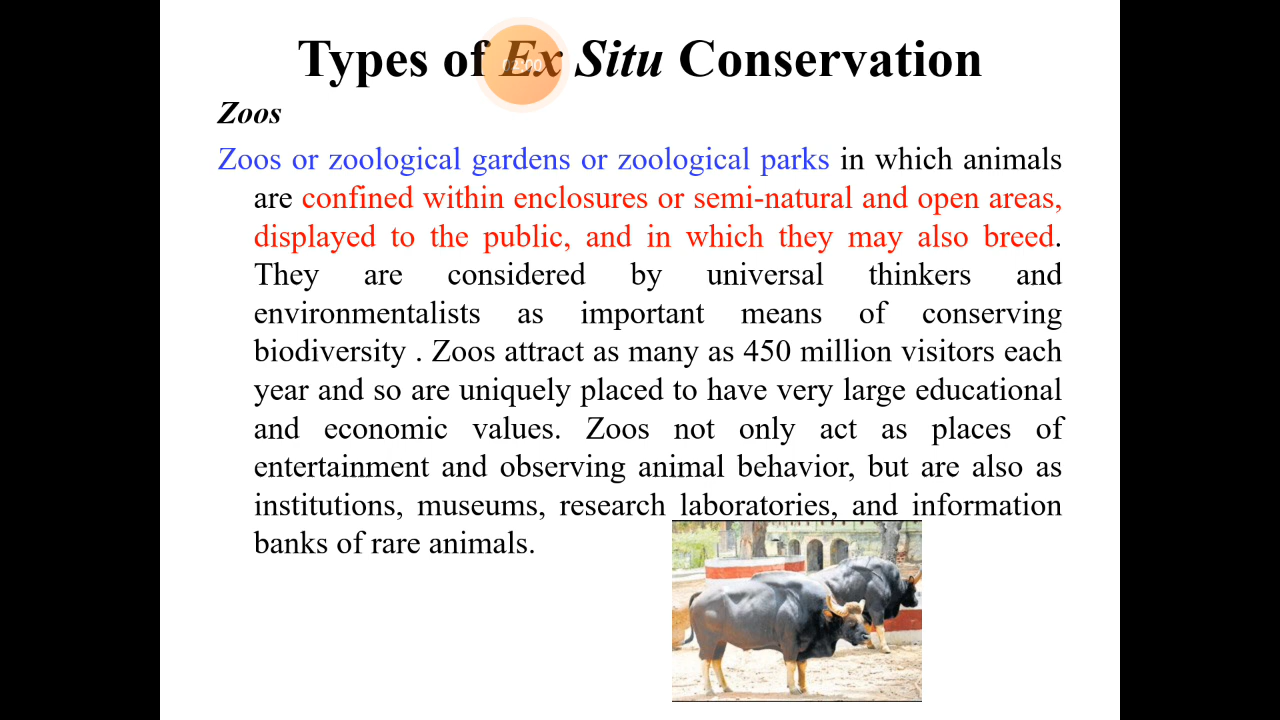 Types of Ex Situ Conservation
02:00
Zoos
Zoos or zoological gardens or zoological parks in which animals
are confined within enclosures or semi-natural and open areas,
displayed to the public, and in which they may also breed.
They are considered by universal thinkers and
environmentalists as important means of conserving
biodiversity . Zoos attract as many as 450 million visitors each
year and so are uniquely placed to have very large educational
and economic values. Zoos not only act as places of
entertainment and observing animal behavior, but are also as
institutions, museums, research laboratories, and information
banks of rare animals.